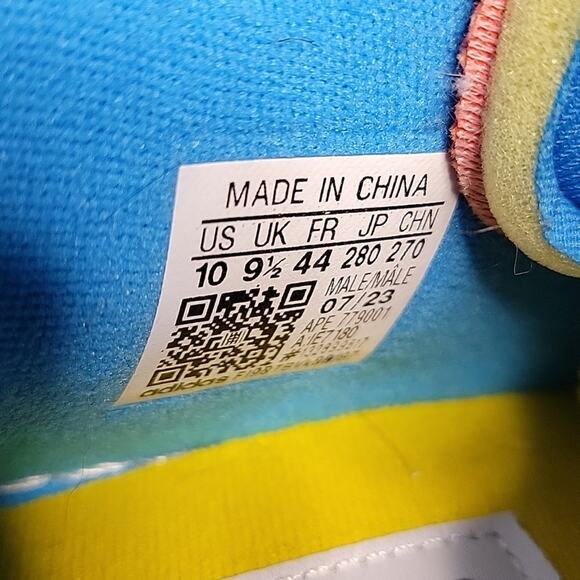 MADE IN CHINA
US UK FR JP CHN
10 9½ 44 280 270
MALE/MÂLE
07/23
APE 779001
adidas